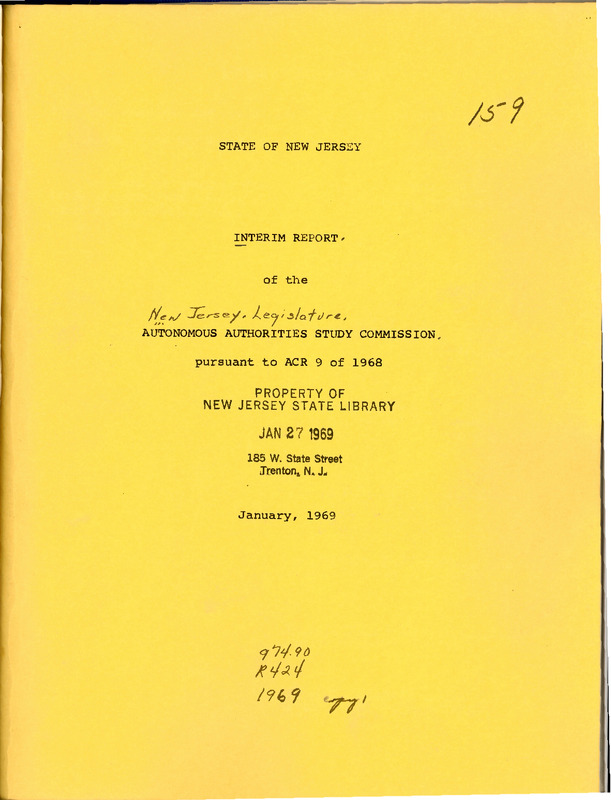 159
STATE OF NEW JERSEY
INTERIM REPORT.
of the
New Jersey. Legislature.
AUTONOMOUS AUTHORITIES STUDY COMMISSION.
pursuant to ACR 9 of 1968
PROPERTY OF
NEW JERSEY STATE LIBRARY
JAN 27 1969
185 W. State Street
Trenton, N. J.
January, 1969
974.90
R424
1969 copy 1